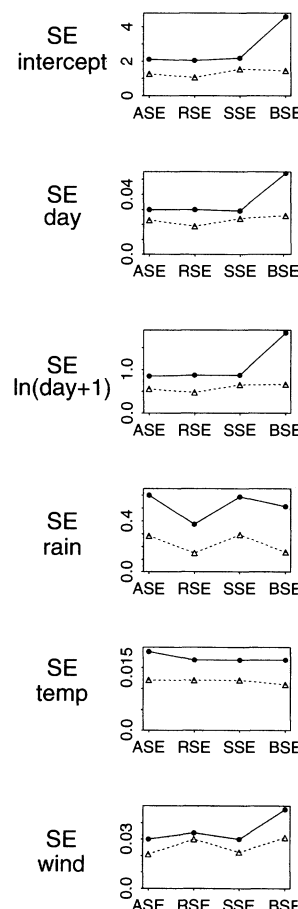 SE
intercept
0 2 4
ASE RSE SSE BSE
SE
day
0.0 0.04
ASE RSE SSE BSE
SE
ln(day+1)
0.0 1.0
ASE RSE SSE BSE
SE
rain
0.0 0.4
ASE RSE SSE BSE
SE
temp
0.0 0.015
ASE RSE SSE BSE
SE
wind
0.0 0.03
ASE RSE SSE BSE